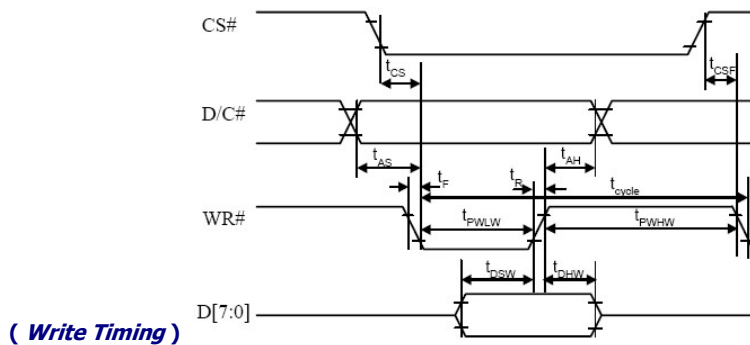 CS#
tCS
tCSF
D/C#
tAS
tAH
tF
tR
tcycle
WR#
tPWLW
tPWHW
tDSW
tDHW
D[7:0]
( Write Timing )